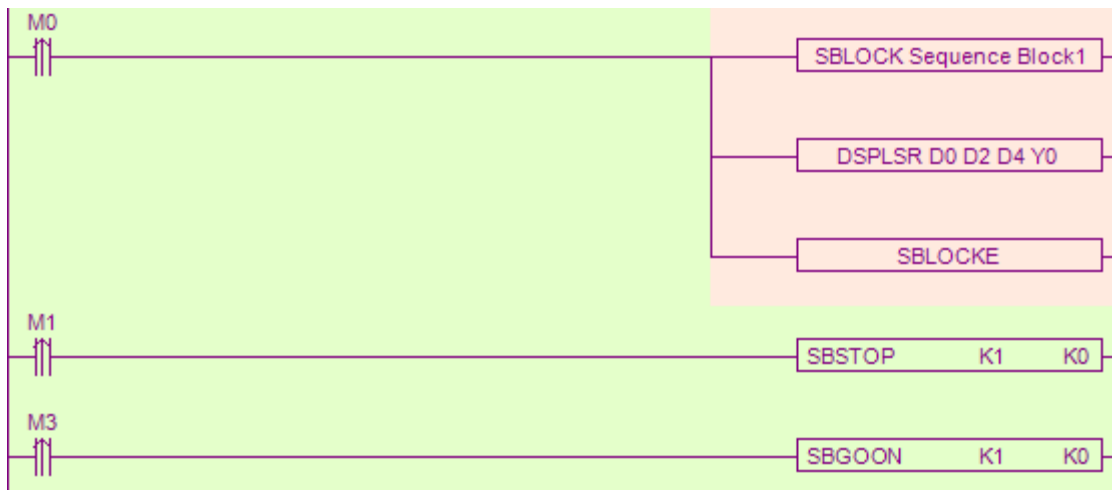 M0
SBLOCK Sequence Block1
DSPLSR D0 D2 D4 Y0
SBLOCKE
M1
SBSTOP K1 K0
M3
SBGOON K1 K0